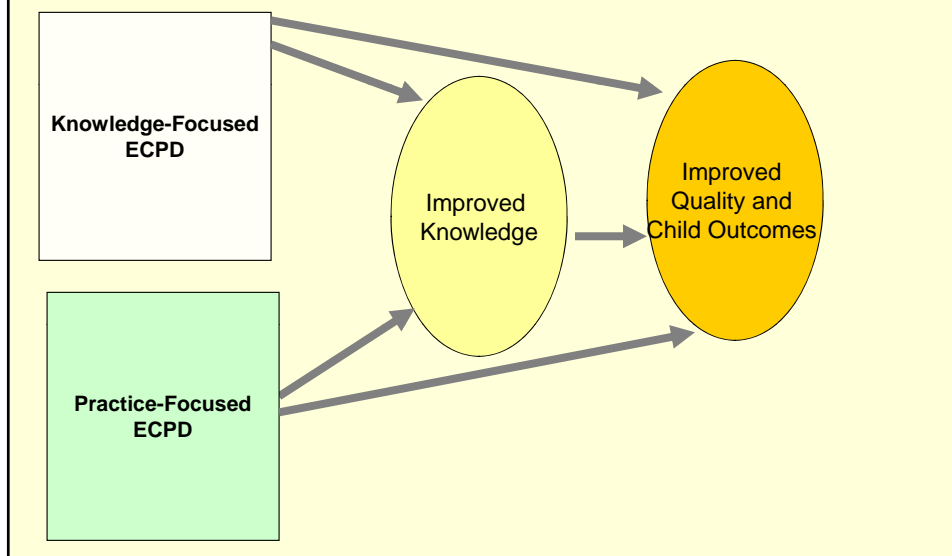 Knowledge-Focused
ECPD
Improved
Knowledge
Improved
Quality and
Child Outcomes
Practice-Focused
ECPD